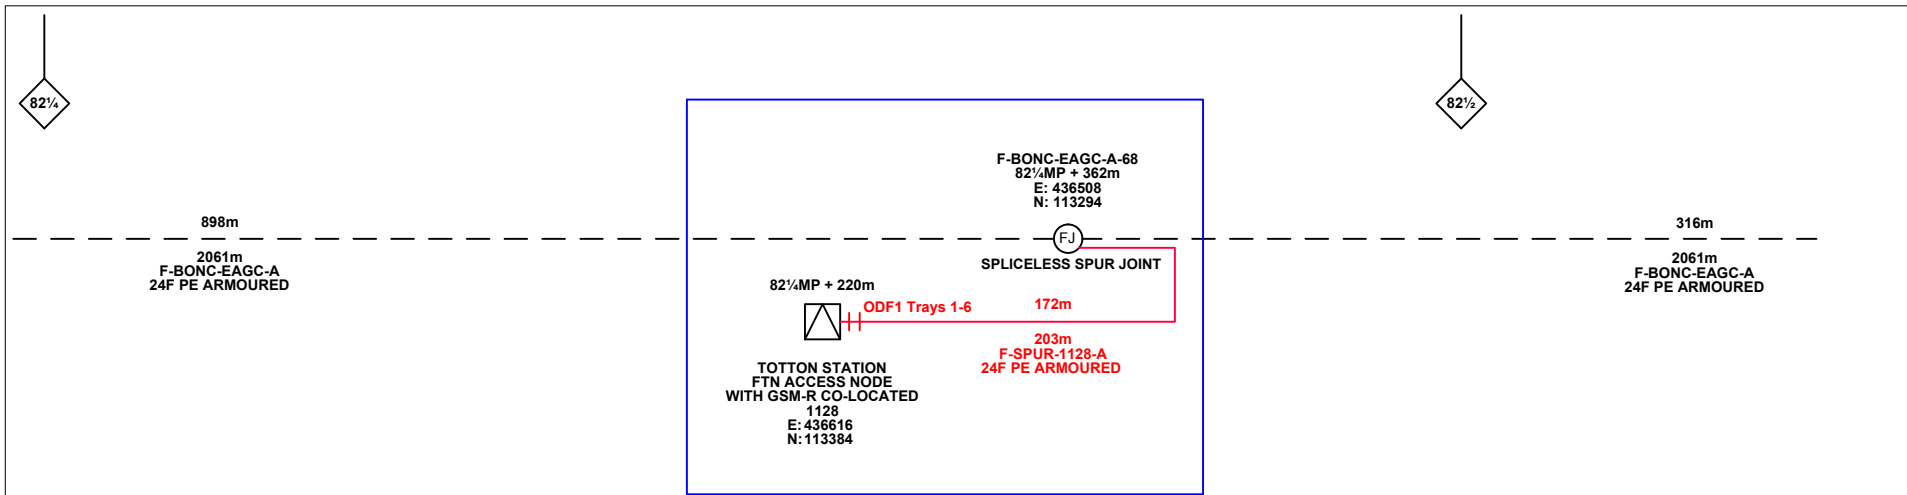 82¼
82½
F-BONC-EAGC-A-68
82¼MP + 362m
E: 436508
N: 113294
898m
FJ
316m
2061m
F-BONC-EAGC-A
24F PE ARMOURED
SPLICELESS SPUR JOINT
2061m
F-BONC-EAGC-A
24F PE ARMOURED
82¼MP + 220m
ODF1 Trays 1-6
172m
203m
F-SPUR-1128-A
24F PE ARMOURED
TOTTON STATION
FTN ACCESS NODE
WITH GSM-R CO-LOCATED
1128
E: 436616
N: 113384